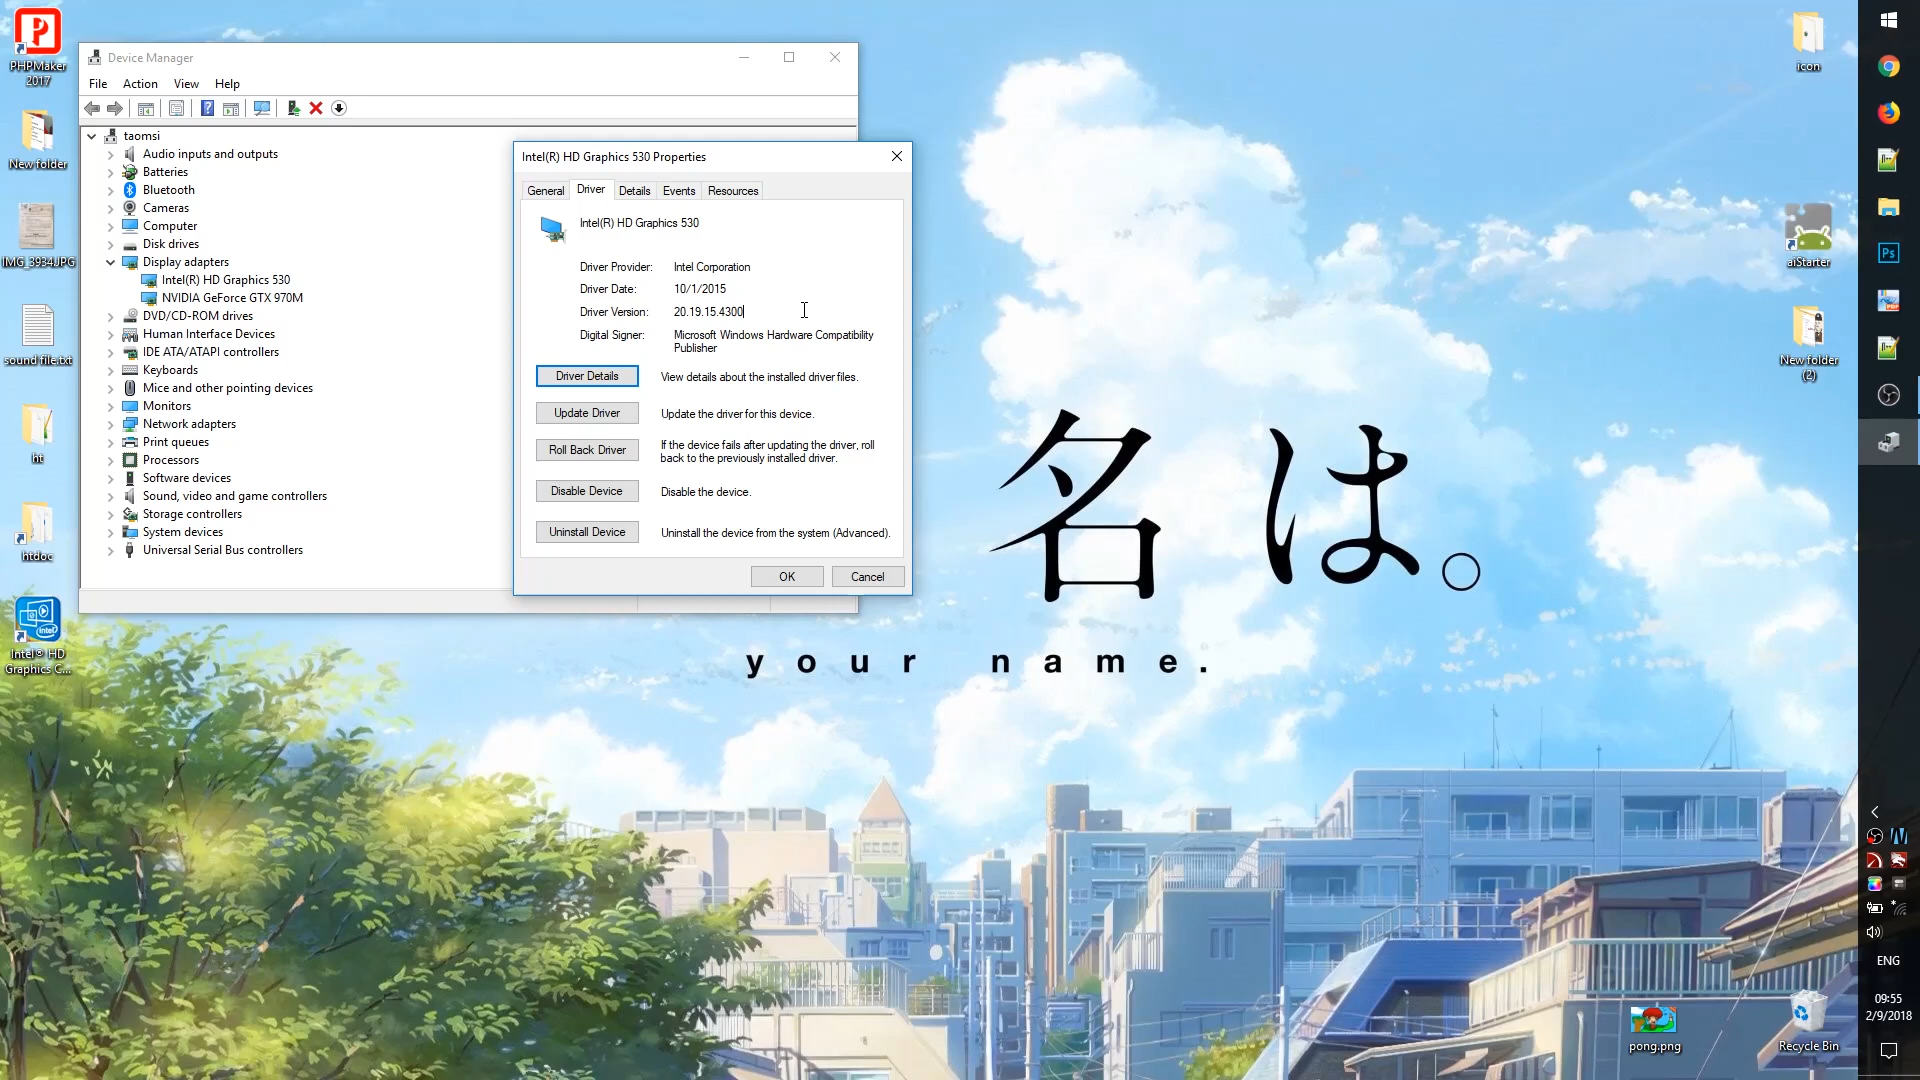 PHPMaker
2017
New folder
IMG_3934.JPG
sound file.txt
ht
htdoc
Intel® HD
Graphics C...
Device Manager
File Action View Help
taomsi
Audio inputs and outputs
Batteries
Bluetooth
Cameras
Computer
Disk drives
Display adapters
Intel(R) HD Graphics 530
NVIDIA GeForce GTX 970M
DVD/CD-ROM drives
Human Interface Devices
IDE ATA/ATAPI controllers
Keyboards
Mice and other pointing devices
Monitors
Network adapters
Print queues
Processors
Software devices
Sound, video and game controllers
Storage controllers
System devices
Universal Serial Bus controllers
Intel(R) HD Graphics 530 Properties
General Driver Details Events Resources
Intel(R) HD Graphics 530
Driver Provider: Intel Corporation
Driver Date: 10/1/2015
Driver Version: 20.19.15.4300
Digital Signer: Microsoft Windows Hardware Compatibility
Publisher
Driver Details View details about the installed driver files.
Update Driver Update the driver for this device.
Roll Back Driver If the device fails after updating the driver, roll
back to the previously installed driver.
Disable Device Disable the device.
Uninstall Device Uninstall the device from the system (Advanced).
OK Cancel
名は。
your name.
icon
aiStarter
New folder
(2)
pong.png
Recycle Bin
Ps
ENG
09:55
2/9/2018